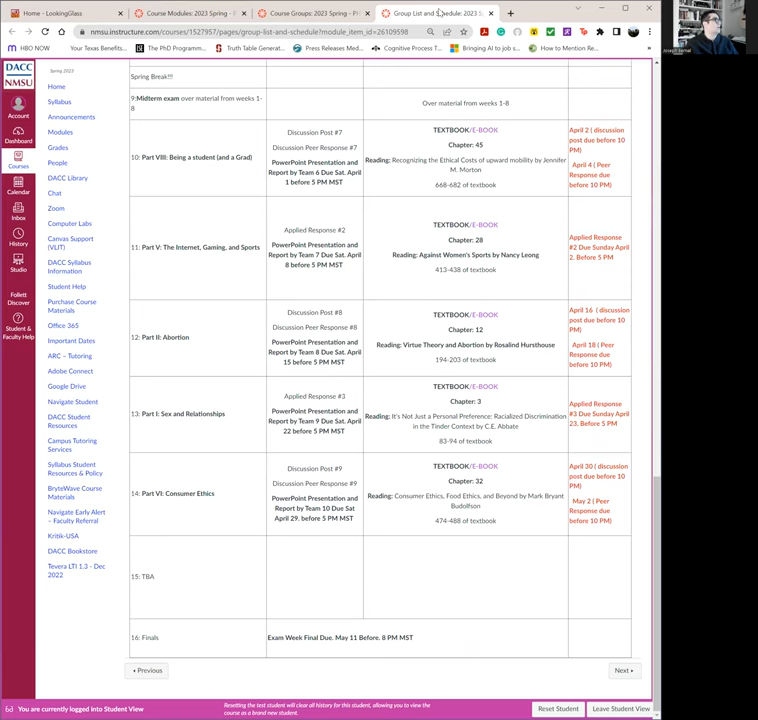 Home - LookingGlass
Course Modules: 2023 Spring - P
Course Groups: 2023 Spring - PH
Group List and Schedule: 2023 S
nmsu.instructure.com/courses/1527957/pages/group-list-and-schedule?module_item_id=26109598
HBO NOW
Your Texas Benefits...
The PhD Programm...
Truth Table Generat...
Press Releases Med...
Cognitive Process T...
Bringing AI to job s...
How to Mention Re...
Joseph Bernal
DACC
NMSU
Account
Dashboard
Courses
Calendar
Inbox
History
Studio
Follett
Discover
Student &
Faculty Help
Spring 2023
Home
Syllabus
Announcements
Modules
Grades
People
DACC Library
Chat
Zoom
Computer Labs
Canvas Support
(VLIT)
DACC Syllabus
Information
Student Help
Purchase Course
Materials
Office 365
Important Dates
ARC – Tutoring
Adobe Connect
Google Drive
Navigate Student
DACC Student
Resources
Campus Tutoring
Services
Syllabus Student
Resources & Policy
BryteWave Course
Materials
Navigate Early Alert
– Faculty Referral
Kritik-USA
DACC Bookstore
Tevera LTI 1.3 - Dec
2022
Spring Break!!!
9:Midterm exam over material from weeks 1-
8
Over material from weeks 1-8
10: Part VIII: Being a student (and a Grad)
Discussion Post #7
Discussion Peer Response #7
PowerPoint Presentation and
Report by Team 6 Due Sat. April
1 before 5 PM MST
TEXTBOOK/E-BOOK
Chapter: 45
Reading: Recognizing the Ethical Costs of upward mobility by Jennifer
M. Morton
668-682 of textbook
April 2 ( discussion
post due before 10
PM)
April 4 ( Peer
Response due
before 10 PM)
11: Part V: The Internet, Gaming, and Sports
Applied Response #2
PowerPoint Presentation and
Report by Team 7 Due Sat. April
8 before 5 PM MST
TEXTBOOK/E-BOOK
Chapter: 28
Reading: Against Women's Sports by Nancy Leong
413-438 of textbook
Applied Response
#2 Due Sunday April
2. Before 5 PM
12: Part II: Abortion
Discussion Post #8
Discussion Peer Response #8
PowerPoint Presentation and
Report by Team 8 Due Sat. April
15 before 5 PM MST
TEXTBOOK/E-BOOK
Chapter: 12
Reading: Virtue Theory and Abortion by Rosalind Hursthouse
194-203 of textbook
April 16 ( discussion
post due before 10
PM)
April 18 ( Peer
Response due
before 10 PM)
13: Part I: Sex and Relationships
Applied Response #3
PowerPoint Presentation and
Report by Team 9 Due Sat. April
22 before 5 PM MST
TEXTBOOK/E-BOOK
Chapter: 3
Reading: It's Not Just a Personal Preference: Racialized Discrimination
in the Tinder Context by C.E. Abbate
83-94 of textbook
Applied Response
#3 Due Sunday April
23, Before 5 PM
14: Part VI: Consumer Ethics
Discussion Post #9
Discussion Peer Response #9
PowerPoint Presentation and
Report by Team 10 Due Sat
April 29. before 5 PM MST
TEXTBOOK/E-BOOK
Chapter: 32
Reading: Consumer Ethics, Food Ethics, and Beyond by Mark Bryant
Budolfson
474-488 of textbook
April 30 ( discussion
post due before 10
PM)
May 2 ( Peer
Response due
before 10 PM)
15: TBA
16: Finals
Exam Week Final Due. May 11 Before. 8 PM MST
◂ Previous
Next ▸
You are currently logged into Student View
Resetting the test student will clear all history for this student, allowing you to view the
course as a brand new student.
Reset Student
Leave Student View